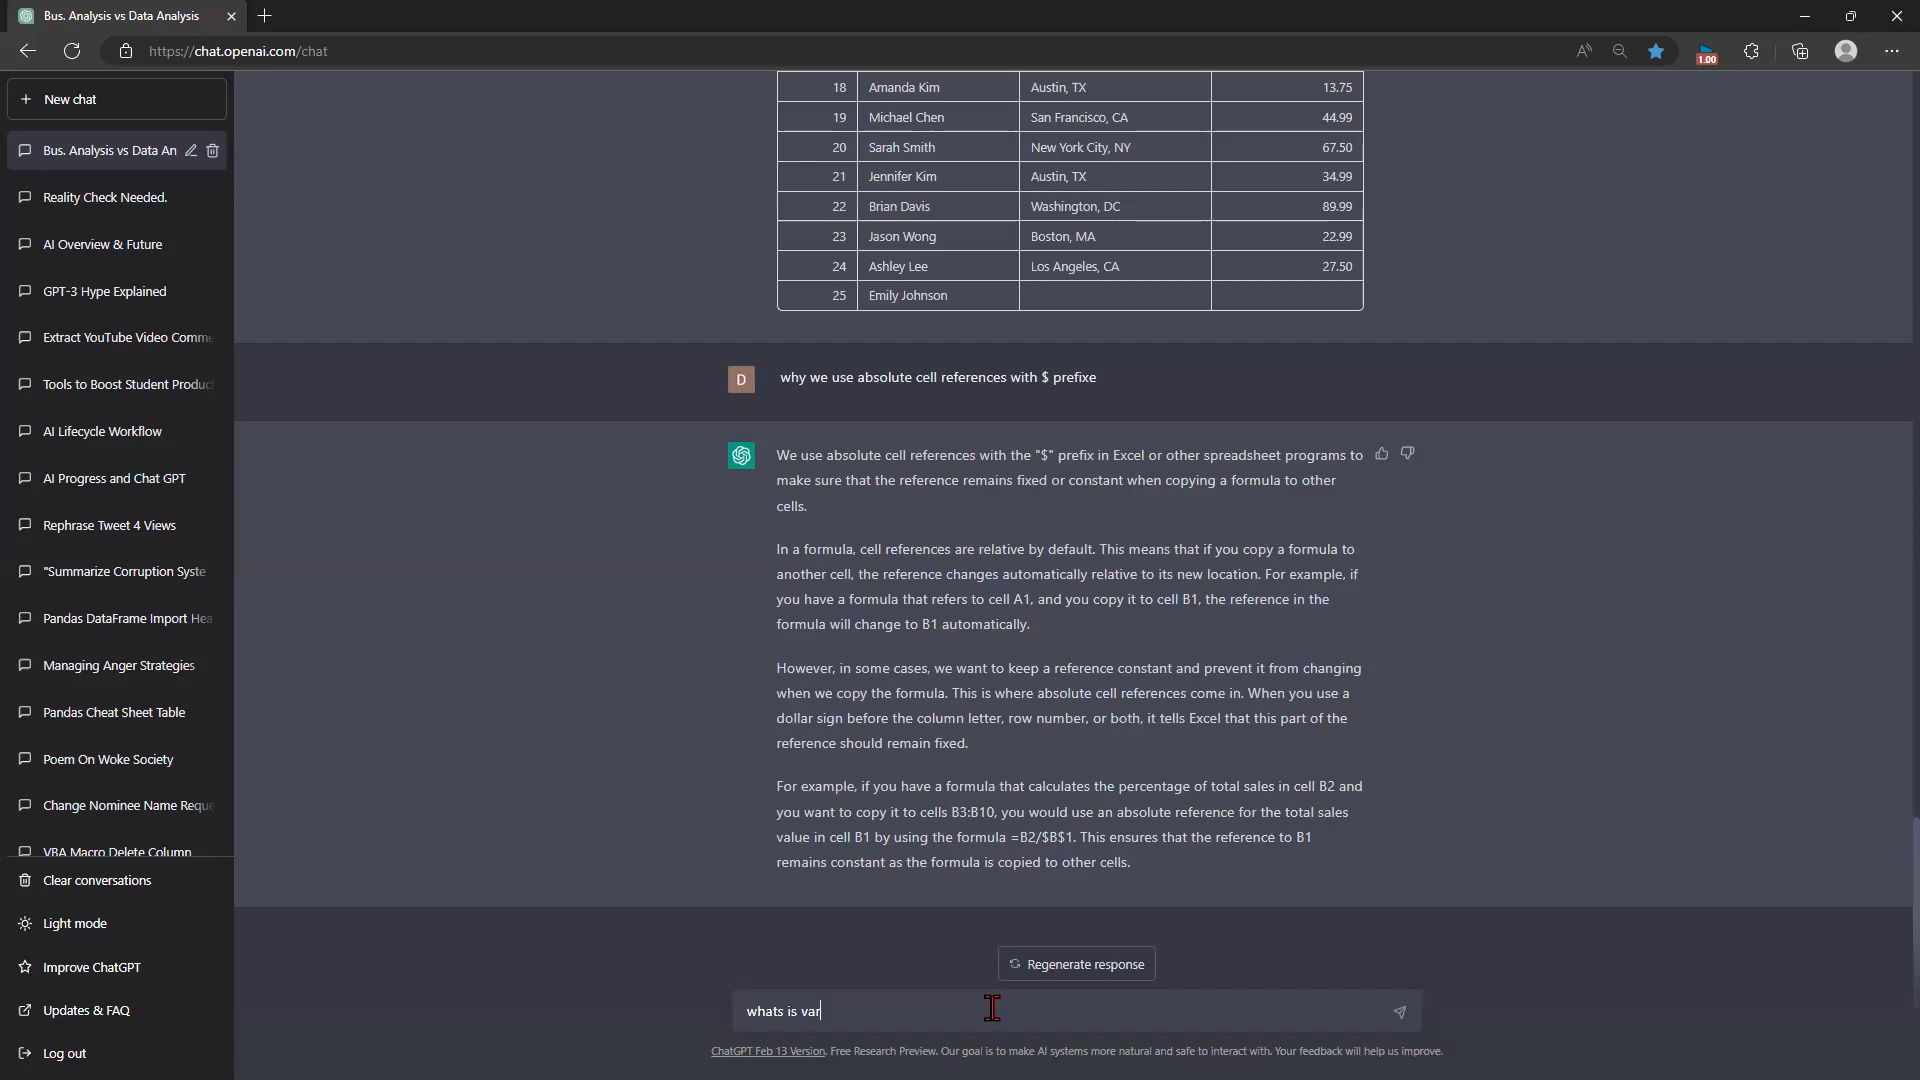 Bus. Analysis vs Data Analysis
https://chat.openai.com/chat
1.00
New chat
Bus. Analysis vs Data An
Reality Check Needed.
AI Overview & Future
GPT-3 Hype Explained
Extract YouTube Video Comme
Tools to Boost Student Produc
AI Lifecycle Workflow
AI Progress and Chat GPT
Rephrase Tweet 4 Views
"Summarize Corruption Syste
Pandas DataFrame Import Hea
Managing Anger Strategies
Pandas Cheat Sheet Table
Poem On Woke Society
Change Nominee Name Reque
VBA Macro Delete Column
Clear conversations
Light mode
Improve ChatGPT
Updates & FAQ
Log out
18 Amanda Kim Austin, TX 13.75
19 Michael Chen San Francisco, CA 44.99
20 Sarah Smith New York City, NY 67.50
21 Jennifer Kim Austin, TX 34.99
22 Brian Davis Washington, DC 89.99
23 Jason Wong Boston, MA 22.99
24 Ashley Lee Los Angeles, CA 27.50
25 Emily Johnson
D
why we use absolute cell references with $ prefixe
We use absolute cell references with the "$" prefix in Excel or other spreadsheet programs to
make sure that the reference remains fixed or constant when copying a formula to other
cells.
In a formula, cell references are relative by default. This means that if you copy a formula to
another cell, the reference changes automatically relative to its new location. For example, if
you have a formula that refers to cell A1, and you copy it to cell B1, the reference in the
formula will change to B1 automatically.
However, in some cases, we want to keep a reference constant and prevent it from changing
when we copy the formula. This is where absolute cell references come in. When you use a
dollar sign before the column letter, row number, or both, it tells Excel that this part of the
reference should remain fixed.
For example, if you have a formula that calculates the percentage of total sales in cell B2 and
you want to copy it to cells B3:B10, you would use an absolute reference for the total sales
value in cell B1 by using the formula =B2/$B$1. This ensures that the reference to B1
remains constant as the formula is copied to other cells.
Regenerate response
whats is var
ChatGPT Feb 13 Version. Free Research Preview. Our goal is to make AI systems more natural and safe to interact with. Your feedback will help us improve.